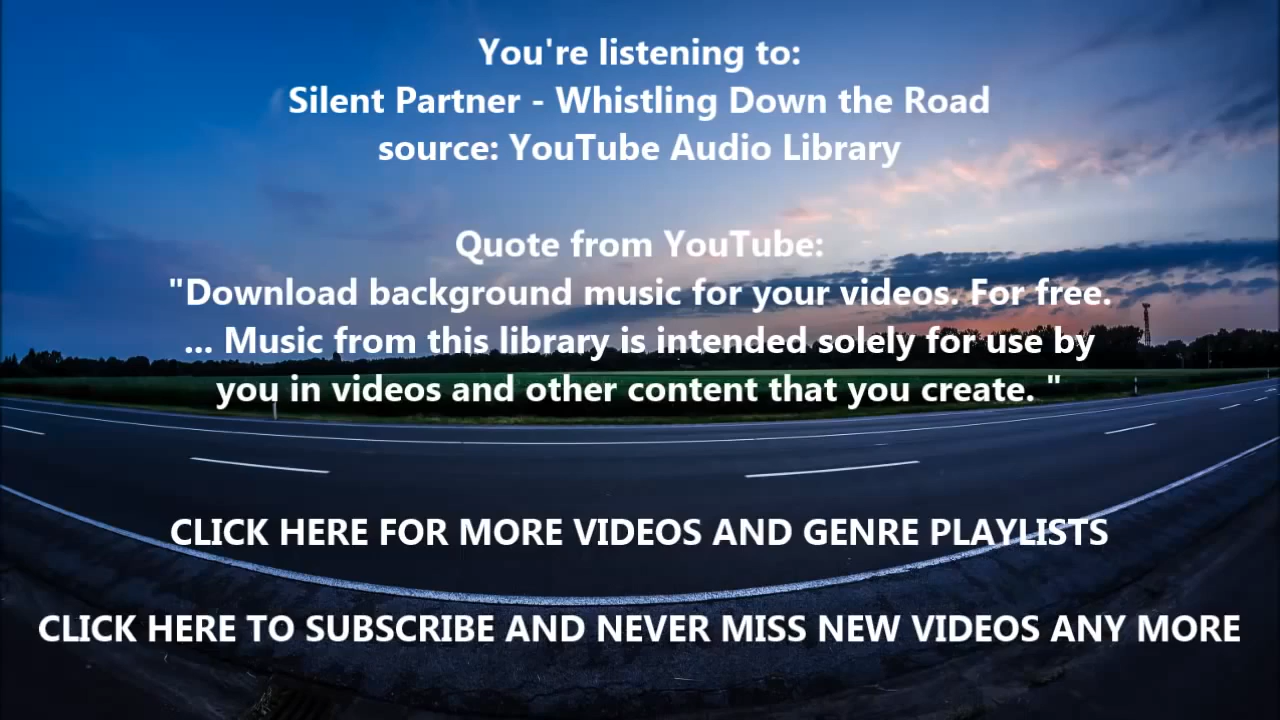 You're listening to:
Silent Partner - Whistling Down the Road
source: YouTube Audio Library
Quote from YouTube:
"Download background music for your videos. For free.
... Music from this library is intended solely for use by
you in videos and other content that you create. "
CLICK HERE FOR MORE VIDEOS AND GENRE PLAYLISTS
CLICK HERE TO SUBSCRIBE AND NEVER MISS NEW VIDEOS ANY MORE